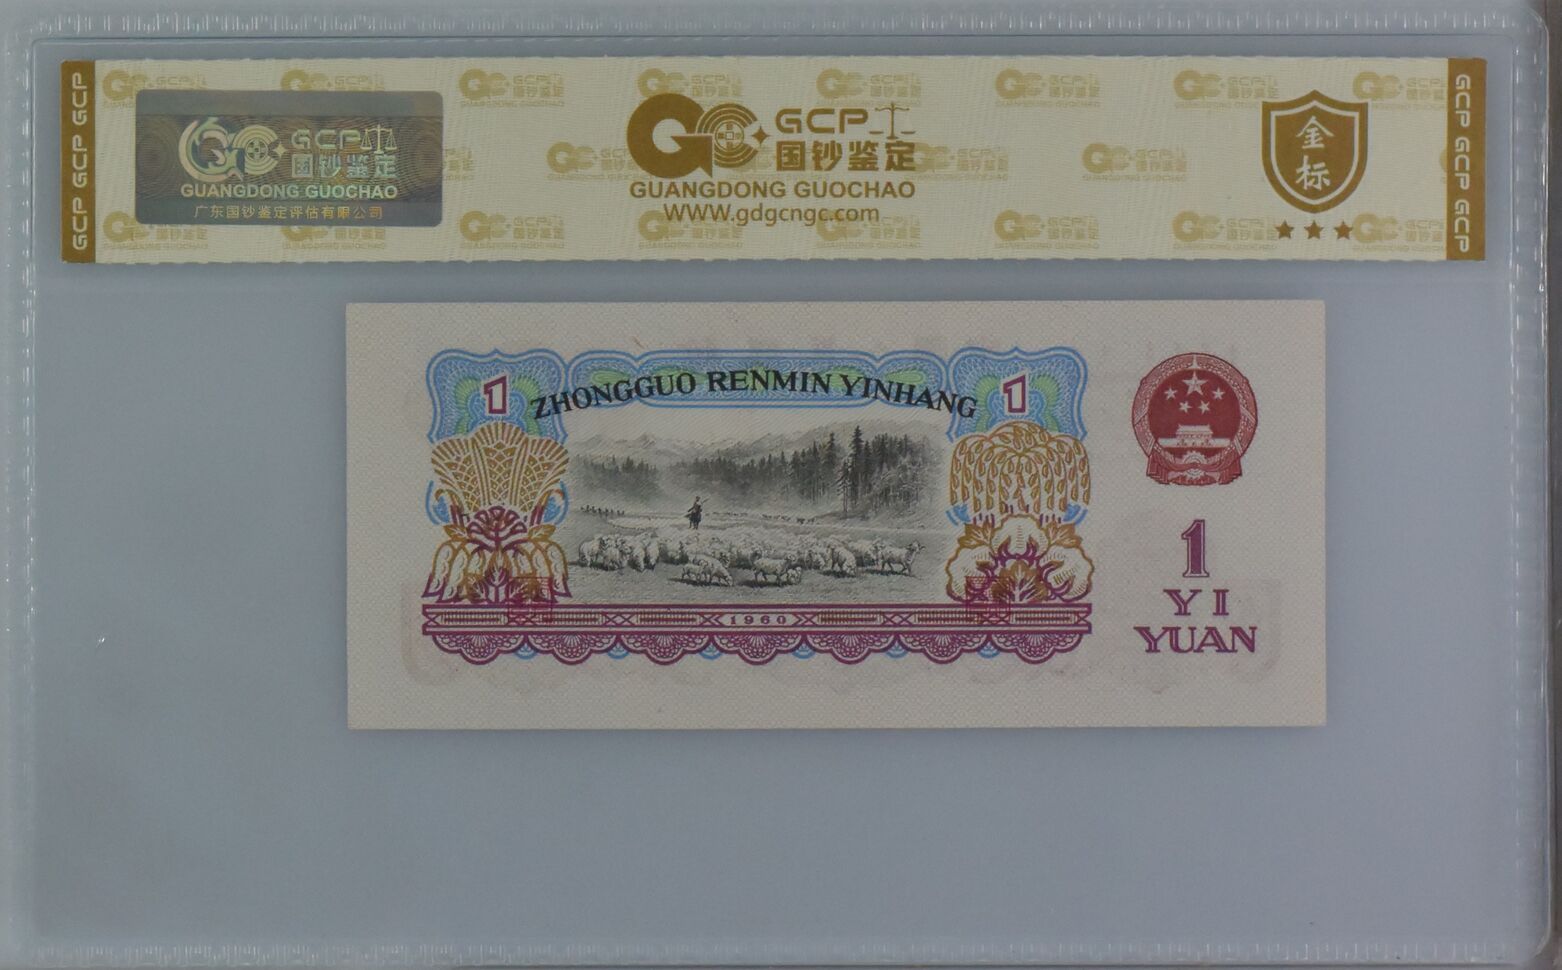 GCP GCP GCP
GCP
国钞鉴定
GUANGDONG GUOCHAO
广东国钞鉴定评估有限公司
GCP
国钞鉴定
GUANGDONG GUOCHAO
WWW.gdgcngc.com
金标
GCP GCP GCP
1
ZHONGGUO RENMIN YINHANG
1
1960
1
YI
YUAN